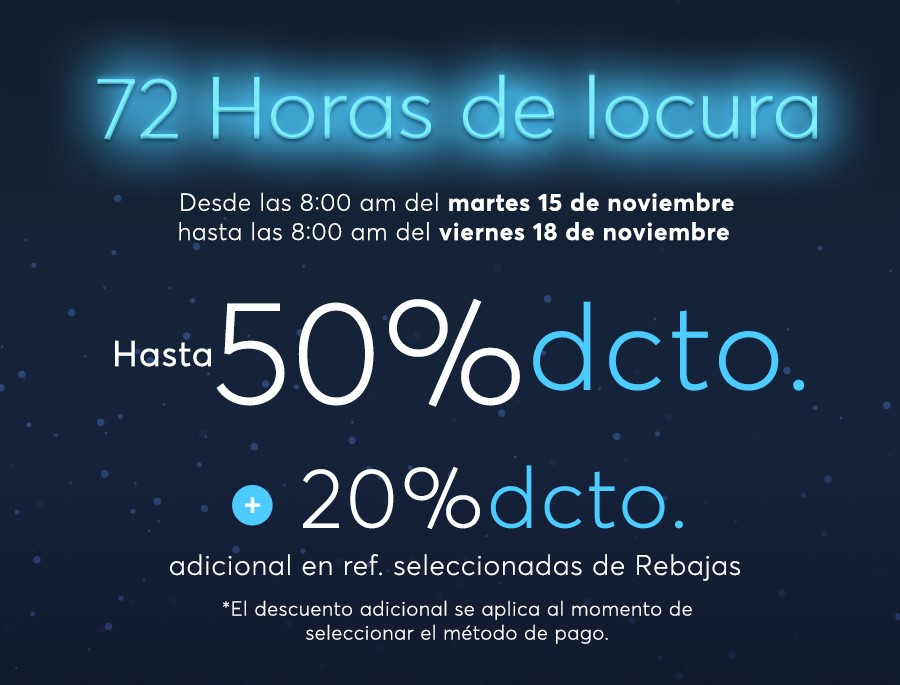 72 Horas de locura
Desde las 8:00 am del martes 15 de noviembre
hasta las 8:00 am del viernes 18 de noviembre
Hasta 50% dcto.
+ 20% dcto.
adicional en ref. seleccionadas de Rebajas
*El descuento adicional se aplica al momento de
seleccionar el método de pago.